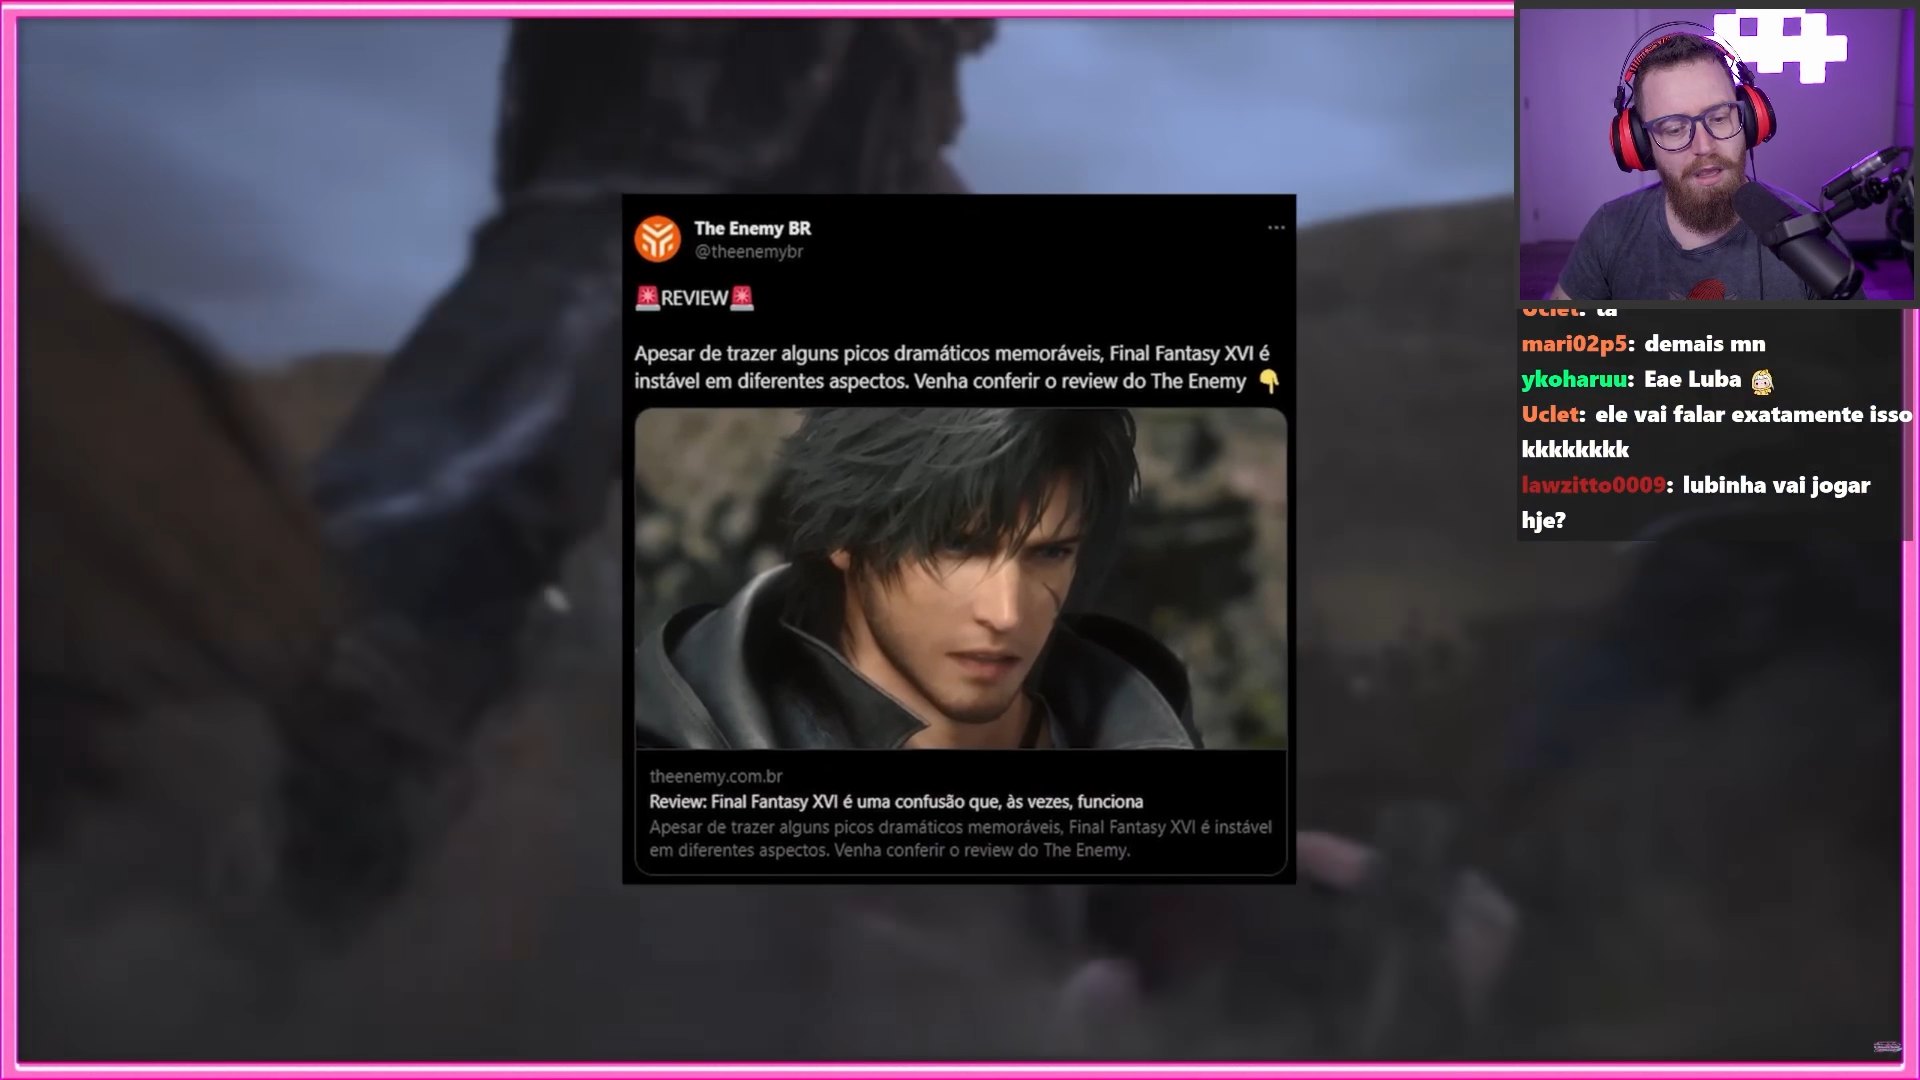 The Enemy BR
@theenemybr
🚨REVIEW🚨
Apesar de trazer alguns picos dramáticos memoráveis, Final Fantasy XVI é
instável em diferentes aspectos. Venha conferir o review do The Enemy 👇
theenemy.com.br
Review: Final Fantasy XVI é uma confusão que, às vezes, funciona
Apesar de trazer alguns picos dramáticos memoráveis, Final Fantasy XVI é instável
em diferentes aspectos. Venha conferir o review do The Enemy.
Uclet: ta
mari02p5: demais mn
ykoharuu: Eae Luba
Uclet: ele vai falar exatamente isso
kkkkkkkk
lawzitto0009: lubinha vai jogar
hje?